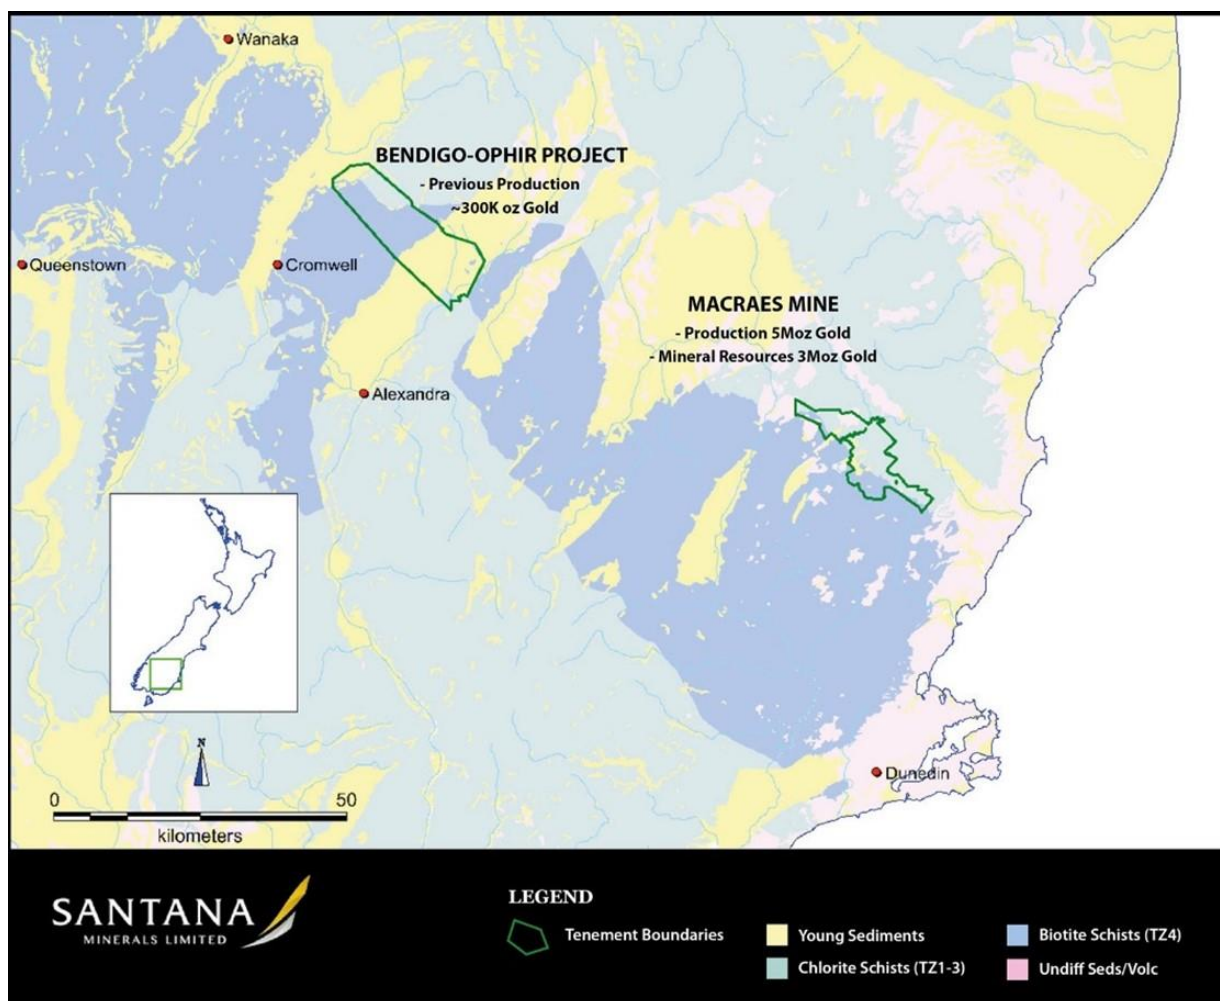 Wanaka
BENDIGO-OPHIR PROJECT
- Previous Production
~300K oz Gold
Queenstown
Cromwell
MACRAES MINE
- Production 5Moz Gold
- Mineral Resources 3Moz Gold
Alexandra
N
0 50
kilometers
Dunedin
SANTANA
MINERALS LIMITED
LEGEND
Tenement Boundaries
Young Sediments
Biotite Schists (TZ4)
Chlorite Schists (TZ1-3)
Undiff Seds/Volc